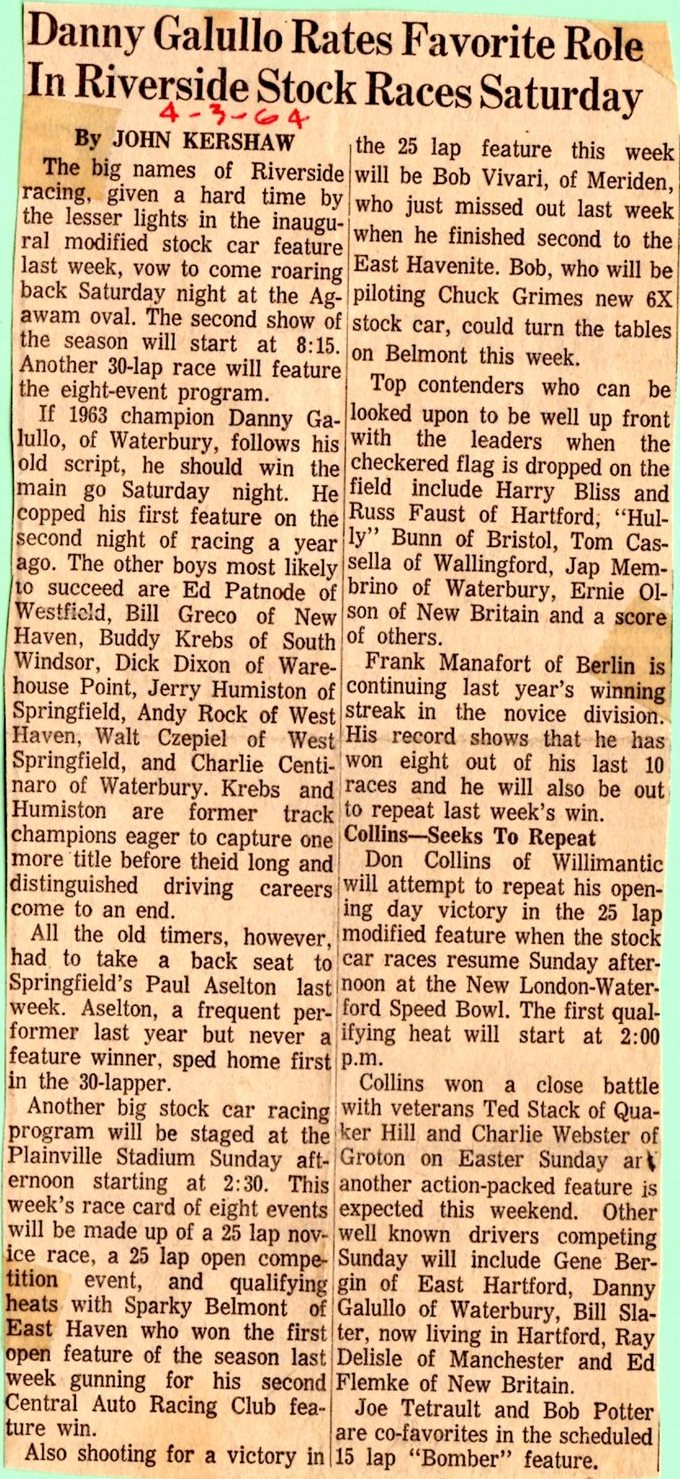 Danny Galullo Rates Favorite Role
In Riverside Stock Races Saturday
4-3-64
By JOHN KERSHAW
The big names of Riverside
racing, given a hard time by
the lesser lights in the inaugu-
ral modified stock car feature
last week, vow to come roaring
back Saturday night at the Ag-
awam oval. The second show of
the season will start at 8:15.
Another 30-lap race will feature
the eight-event program.
If 1963 champion Danny Ga-
lullo, of Waterbury, follows his
old script, he should win the
main go Saturday night. He
copped his first feature on the
second night of racing a year
ago. The other boys most likely
to succeed are Ed Patnode of
Westfield, Bill Greco of New
Haven, Buddy Krebs of South
Windsor, Dick Dixon of Ware-
house Point, Jerry Humiston of
Springfield, Andy Rock of West
Haven, Walt Czepiel of West
Springfield, and Charlie Centi-
naro of Waterbury. Krebs and
Humiston are former track
champions eager to capture one
more title before theid long and
distinguished driving careers
come to an end.
All the old timers, however,
had to take a back seat to
Springfield's Paul Aselton last
week. Aselton, a frequent per-
former last year but never a
feature winner, sped home first
in the 30-lapper.
Another big stock car racing
program will be staged at the
Plainville Stadium Sunday aft-
ernoon starting at 2:30. This
week's race card of eight events
will be made up of a 25 lap nov-
ice race, a 25 lap open compe-
tition event, and qualifying
heats with Sparky Belmont of
East Haven who won the first
open feature of the season last
week gunning for his second
Central Auto Racing Club fea-
ture win.
Also shooting for a victory in
the 25 lap feature this week
will be Bob Vivari, of Meriden,
who just missed out last week
when he finished second to the
East Havenite. Bob, who will be
piloting Chuck Grimes new 6X
stock car, could turn the tables
on Belmont this week.
Top contenders who can be
looked upon to be well up front
with the leaders when the
checkered flag is dropped on the
field include Harry Bliss and
Russ Faust of Hartford, "Hul-
ly" Bunn of Bristol, Tom Cas-
sella of Wallingford, Jap Mem-
brino of Waterbury, Ernie Ol-
son of New Britain and a score
of others.
Frank Manafort of Berlin is
continuing last year's winning
streak in the novice division.
His record shows that he has
won eight out of his last 10
races and he will also be out
to repeat last week's win.
Collins—Seeks To Repeat
Don Collins of Willimantic
will attempt to repeat his open-
ing day victory in the 25 lap
modified feature when the stock
car races resume Sunday after-
noon at the New London-Water-
ford Speed Bowl. The first qual-
ifying heat will start at 2:00
p.m.
Collins won a close battle
with veterans Ted Stack of Qua-
ker Hill and Charlie Webster of
Groton on Easter Sunday
another action-packed feature is
expected this weekend. Other
well known drivers competing
Sunday will include Gene Ber-
gin of East Hartford, Danny
Galullo of Waterbury, Bill Sla-
ter, now living in Hartford, Ray
Delisle of Manchester and Ed
Flemke of New Britain.
Joe Tetrault and Bob Potter
are co-favorites in the scheduled
15 lap "Bomber" feature.